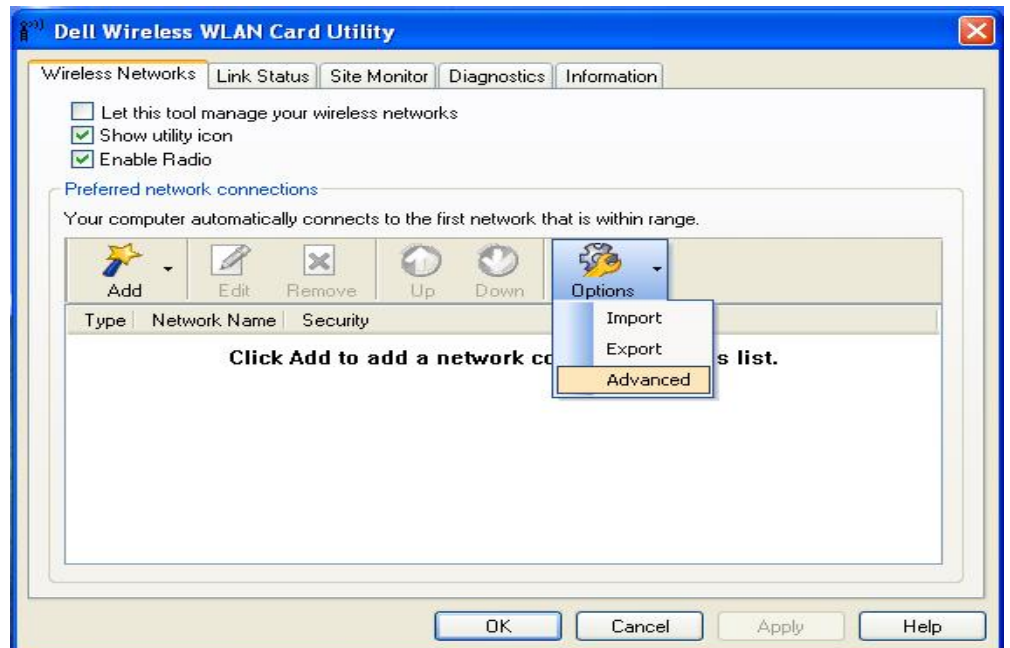 Dell Wireless WLAN Card Utility
Wireless Networks Link Status Site Monitor Diagnostics Information
Let this tool manage your wireless networks
Show utility icon
Enable Radio
Preferred network connections
Your computer automatically connects to the first network that is within range.
Add Edit Remove Up Down Options
Type Network Name Security
Import
Export
Advanced
Click Add to add a network co s list.
OK Cancel Apply Help